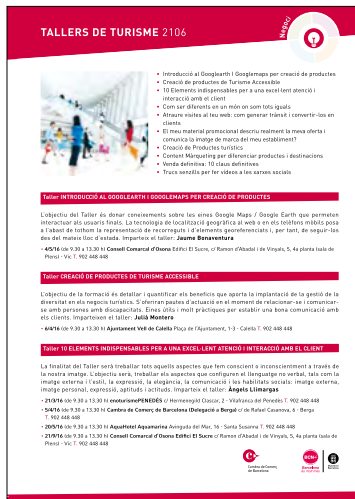 TALLERS DE TURISME 2106
Negoci
• Introducció al Googlearth I Googlemaps per creació de productes
• Creació de productes de Turisme Accessible
• 10 Elements indispensables per a una excel·lent atenció i
interacció amb el client
• Com ser diferents en un món on som tots iguals
• Atraure visites al teu web: com generar trànsit i convertir-los en
clients
• El meu material promocional descriu realment la meva oferta i
comunica la imatge de marca del meu establiment?
• Creació de Productes turístics
• Content Màrqueting per diferenciar productes i destinacions
• Venda definitiva: 10 claus definitives
• Trucs senzills per fer vídeos a les xarxes socials
Taller INTRODUCCIÓ AL GOOGLEARTH I GOOGLEMAPS PER CREACIÓ DE PRODUCTES
L'objectiu del Taller és donar coneixements sobre les eines Google Maps / Google Earth que permeten
interactuar als usuaris finals. La tecnologia de localització geogràfica al web o en els telèfons mòbils posa
a l'abast de tothom la representació de recorreguts i d'elements georeferenciats i, per tant, de seguir-los
des del mateix lloc d'estada. Imparteix el taller: Jaume Bonaventura
• 4/5/16 (de 9.30 a 13.30 h) Consell Comarcal d'Osona Edifici El Sucre, c/ Ramon d'Abadal i de Vinyals, 5, 4a planta (sala de
Plens) - Vic T. 902 448 448
Taller CREACIÓ DE PRODUCTES DE TURISME ACCESSIBLE
L'objectiu de la formació és detallar i quantificar els beneficis que aporta la implantació de la gestió de la
diversitat en els negocis turístics. S'oferiran pautes d'actuació en el moment de relacionar-se i comunicar-
se amb persones amb discapacitats. Eines útils i molt pràctiques per establir una bona comunicació amb
els clients. Imparteixen el taller: Julià Montero
• 6/4/16 (de 9.30 a 13.30 h) Ajuntament Vell de Calella Plaça de l'Ajuntament, 1-3 - Calella T. 902 448 448
Taller 10 ELEMENTS INDISPENSABLES PER A UNA EXCEL·LENT ATENCIÓ I INTERACCIÓ AMB EL CLIENT
La finalitat del Taller serà treballar tots aquells aspectes que fem conscient o inconscientment a través de
la nostra imatge. L'objectiu serà, treballar els aspectes que configuren el llenguatge no verbal, tals com la
imatge externa i l'estil, la expressió, la elegància, la comunicació i les habilitats socials: imatge externa,
imatge personal, expressió, aptituds i actituds. Imparteix el taller: Àngels Llimargas
• 21/3/16 (de 9.30 a 13.30 h) enoturismePENEDÈS c/ Hermenegild Clascar, 2 - Vilafranca del Penedès T. 902 448 448
• 5/4/16 (de 9.30 a 13.30 h) Cambra de Comerç de Barcelona (Delegació a Berga) c/ de Rafael Casanova, 6 - Berga
T. 902 448 448
• 20/5/16 (de 9.30 a 13.30 h) AquaHotel Aquamarina Avinguda del Mar, 16 - Santa Susanna T. 902 448 448
• 21/9/16 (de 9.30 a 13.30 h) Consell Comarcal d'Osona Edifici El Sucre c/ Ramon d'Abadal i de Vinyals, 5, 4a planta (sala de
Plens) - Vic T. 902 448 448
Cambra de Comerç
de Barcelona
BCN
Barcelona